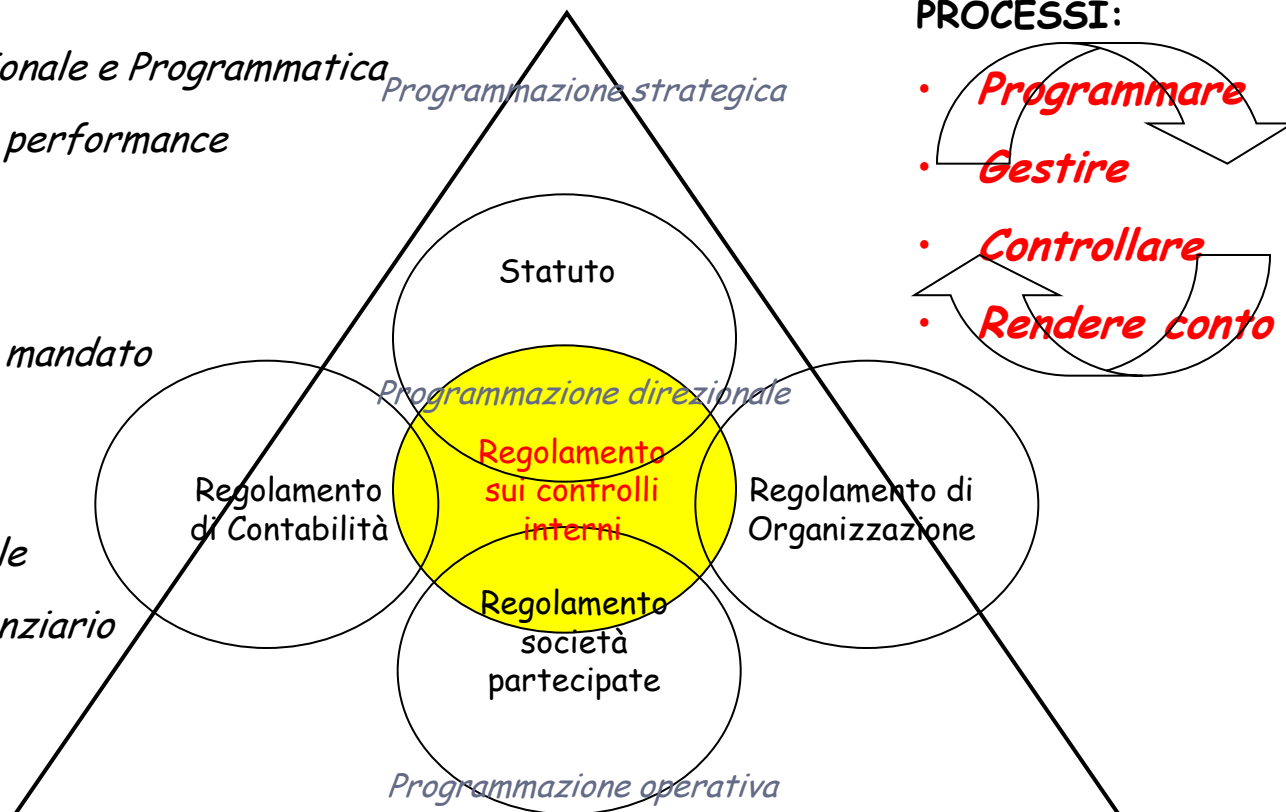 PROCESSI:
ionale e Programmatica
Programmazione strategica
• Programmare
performance
• Gestire
• Controllare
Statuto
• Rendere conto
mandato
Programmazione direzionale
Regolamento
sui controlli
interni
Regolamento
di Contabilità
Regolamento di
Organizzazione
le
Regolamento
società
partecipate
nziario
Programmazione operativa